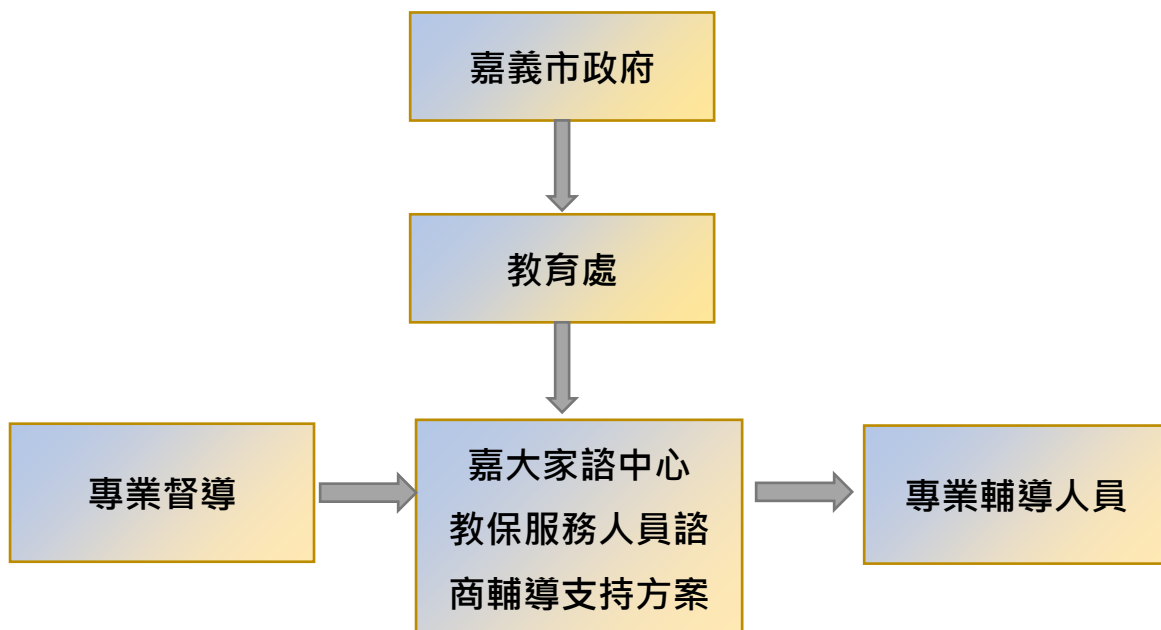 嘉義市政府
教育處
專業督導
嘉大家諮中心
教保服務人員諮
商輔導支持方案
專業輔導人員